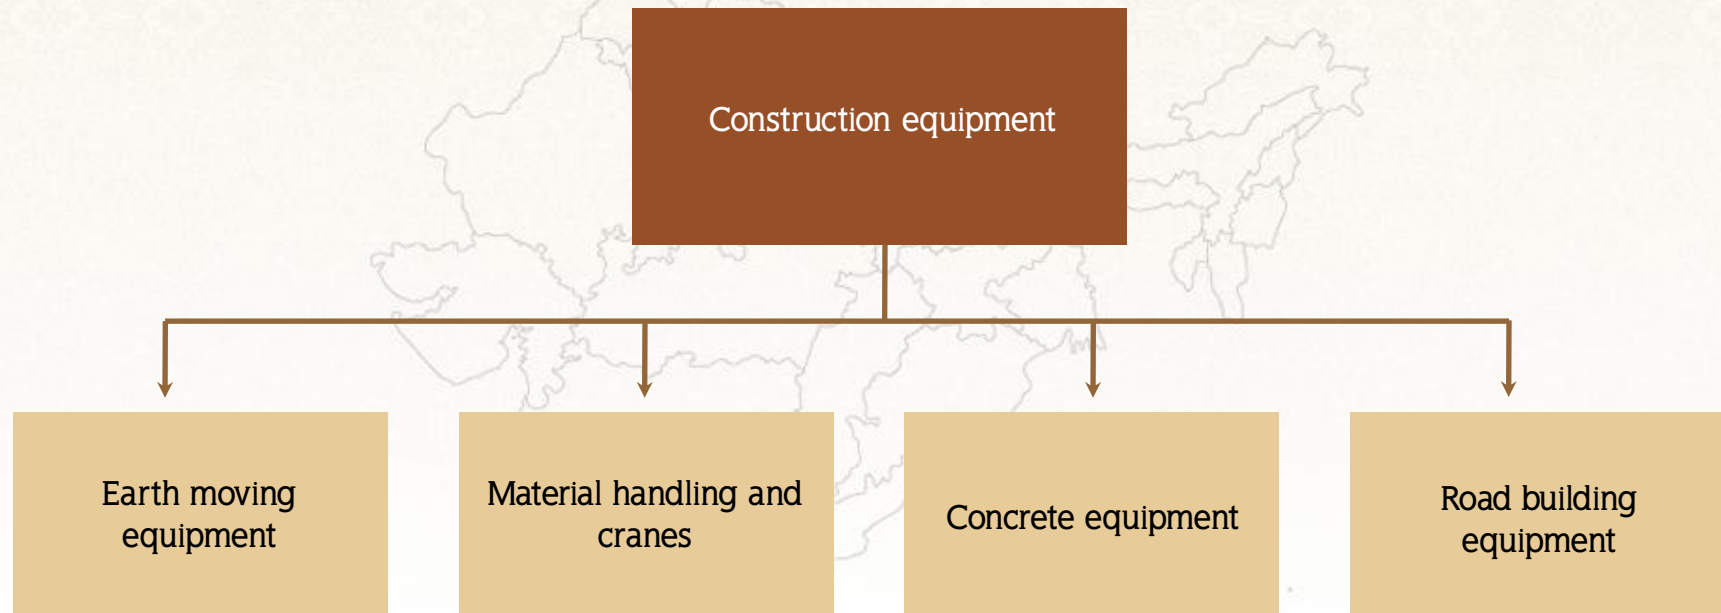 Construction equipment
Earth moving
equipment
Material handling and
cranes
Concrete equipment
Road building
equipment